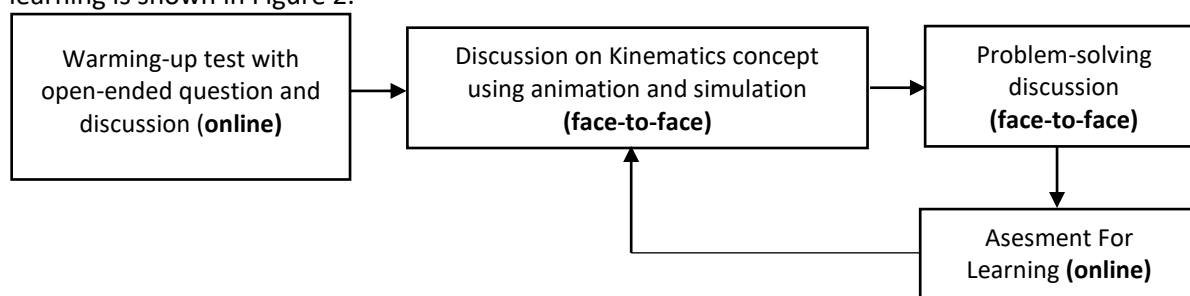 learning is shown in Figure 2.
Warming-up test with
open-ended question and
discussion (online)
Discussion on Kinematics concept
using animation and simulation
(face-to-face)
Problem-solving
discussion
(face-to-face)
Asesment For
Learning (online)